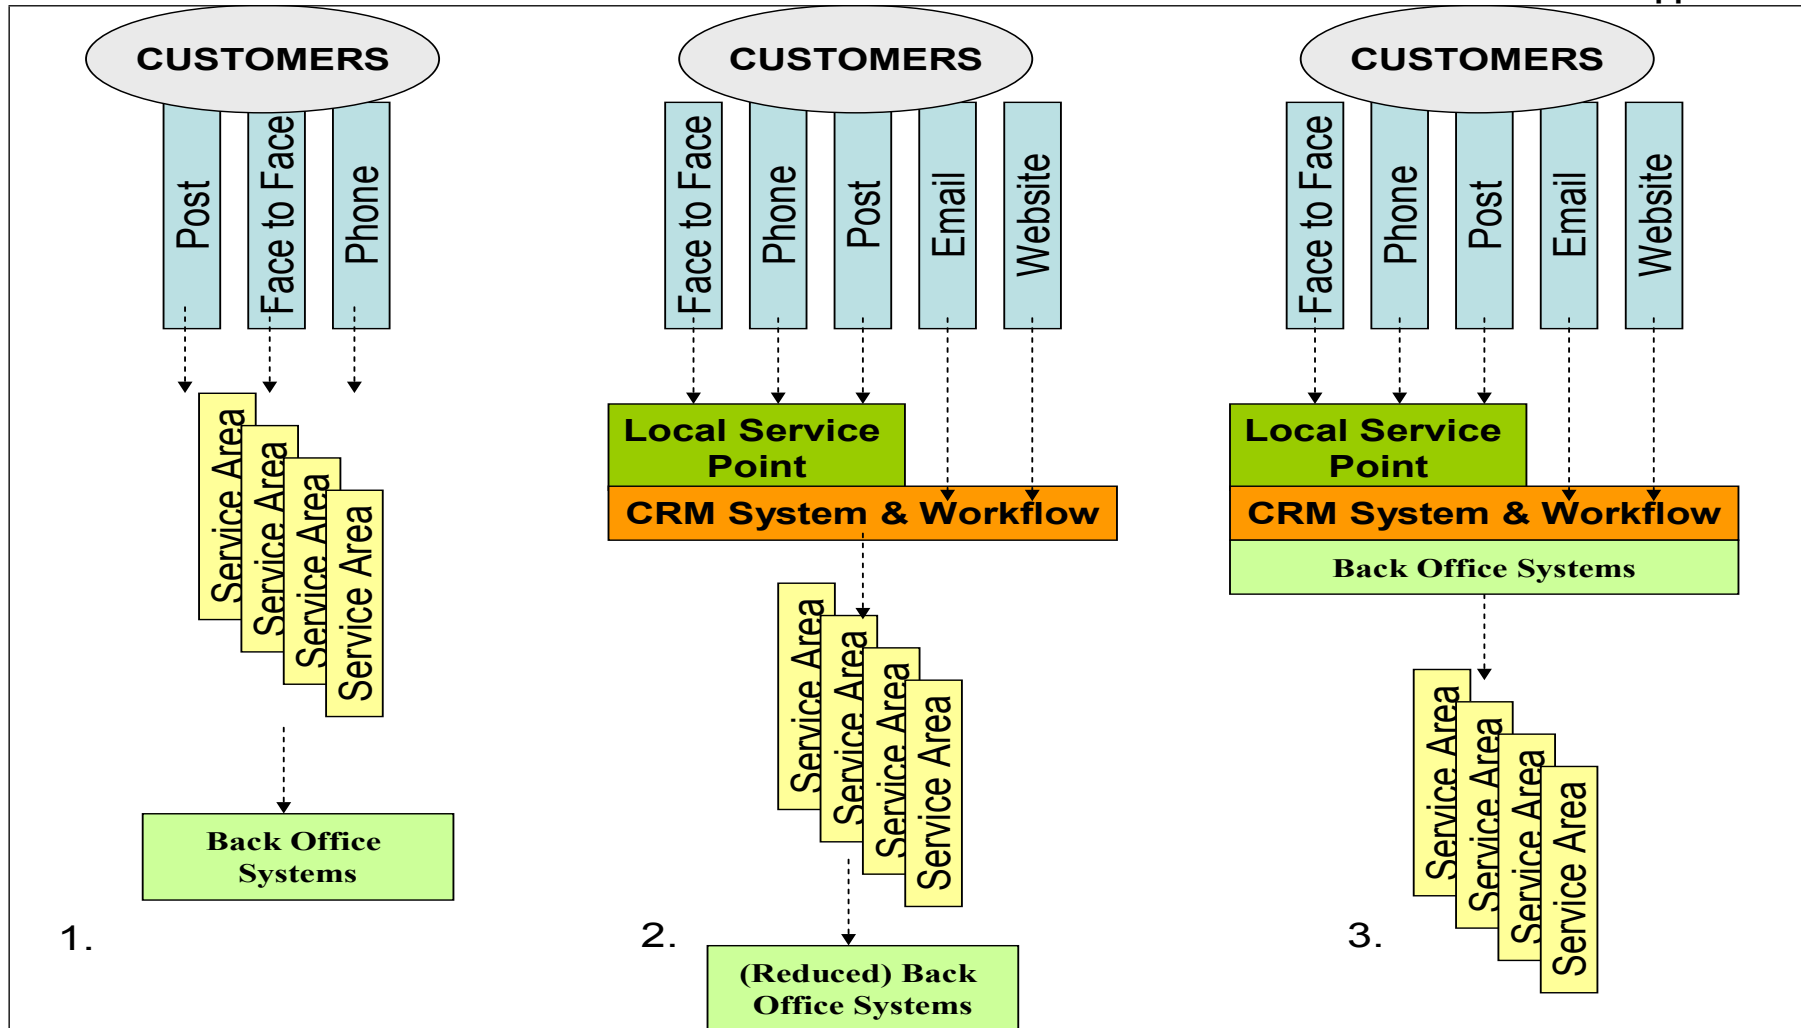 CUSTOMERS
Post
Face to Face
Phone
Service Area
Service Area
Service Area
Service Area
Back Office
Systems
1.
CUSTOMERS
Face to Face
Phone
Post
Email
Website
Local Service
Point
CRM System & Workflow
Service Area
Service Area
Service Area
Service Area
(Reduced) Back
Office Systems
2.
CUSTOMERS
Face to Face
Phone
Post
Email
Website
Local Service
Point
CRM System & Workflow
Back Office Systems
Service Area
Service Area
Service Area
Service Area
3.